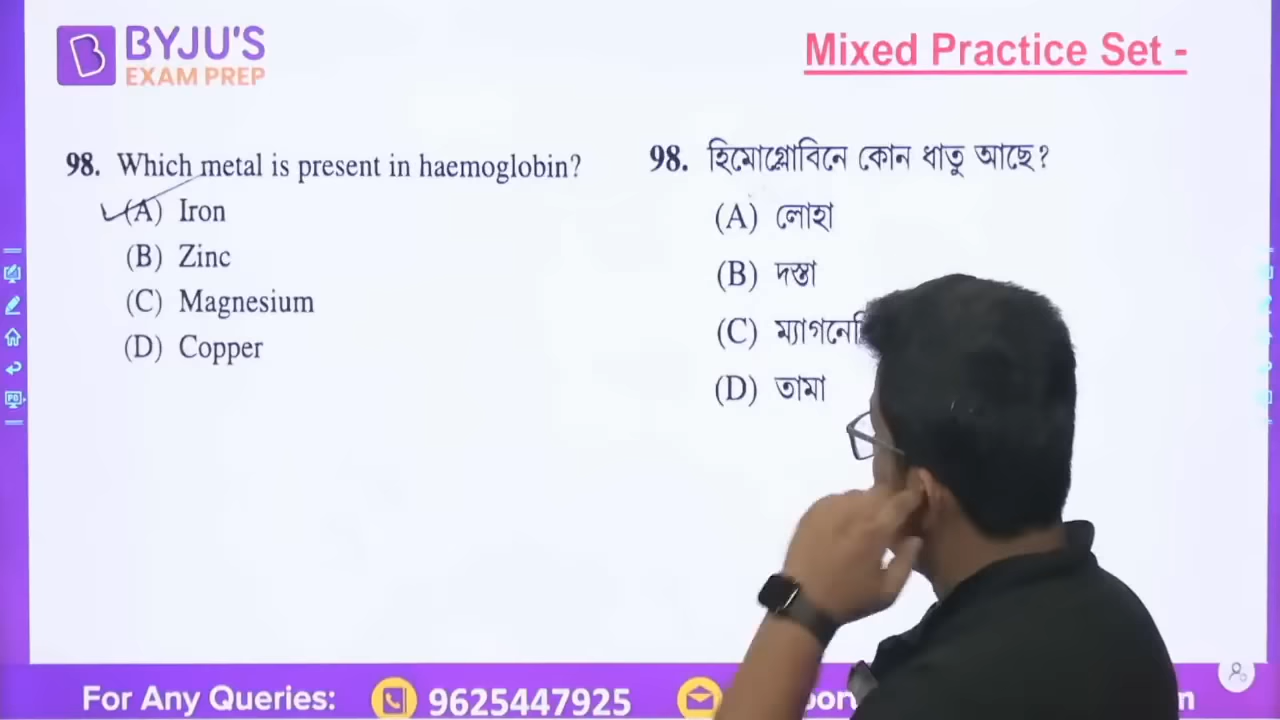 BYJU'S
EXAM PREP
Mixed Practice Set -
98. Which metal is present in haemoglobin?
(A) Iron
(B) Zinc
(C) Magnesium
(D) Copper
98. হিমোগ্লোবিনে কোন ধাতু আছে?
(A) লোহা
(B) দস্তা
(C)
(D) তামা
For Any Queries: 9625447925